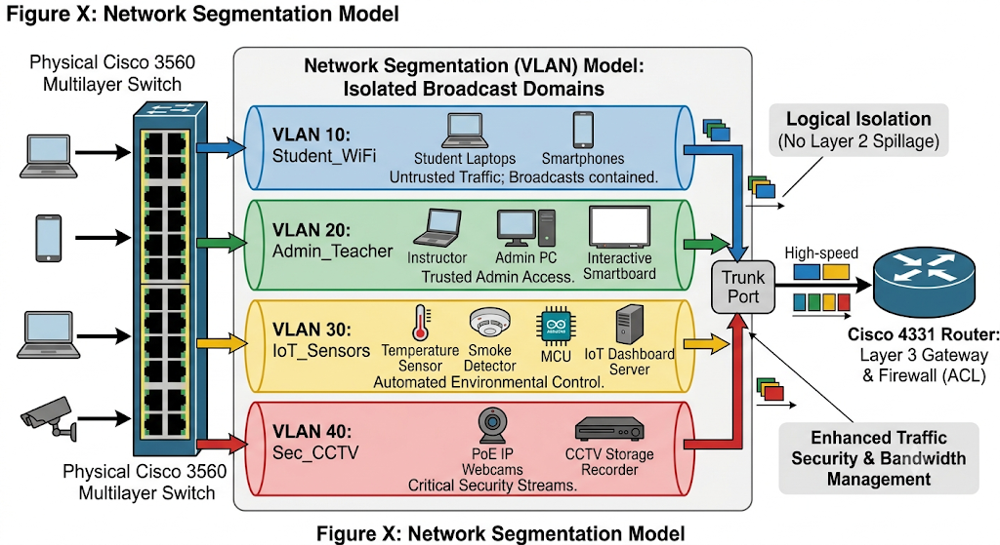 Figure X: Network Segmentation Model
Physical Cisco 3560
Multilayer Switch
Network Segmentation (VLAN) Model:
Isolated Broadcast Domains
VLAN 10:
Student_WiFi
Student Laptops
Smartphones
Untrusted Traffic; Broadcasts contained.
Logical Isolation
(No Layer 2 Spillage)
VLAN 20:
Admin_Teacher
Instructor
Admin PC
Interactive
Smartboard
Trusted Admin Access.
High-speed
Trunk
Port
VLAN 30:
IoT_Sensors
Temperature
Sensor
Smoke
Detector
MCU
IoT Dashboard
Server
Automated Environmental Control.
Cisco 4331 Router:
Layer 3 Gateway
& Firewall (ACL)
VLAN 40:
Sec_CCTV
PoE IP
Webcams
CCTV Storage
Recorder
Critical Security Streams.
Enhanced Traffic
Security & Bandwidth
Management
Physical Cisco 3560
Multilayer Switch
Figure X: Network Segmentation Model